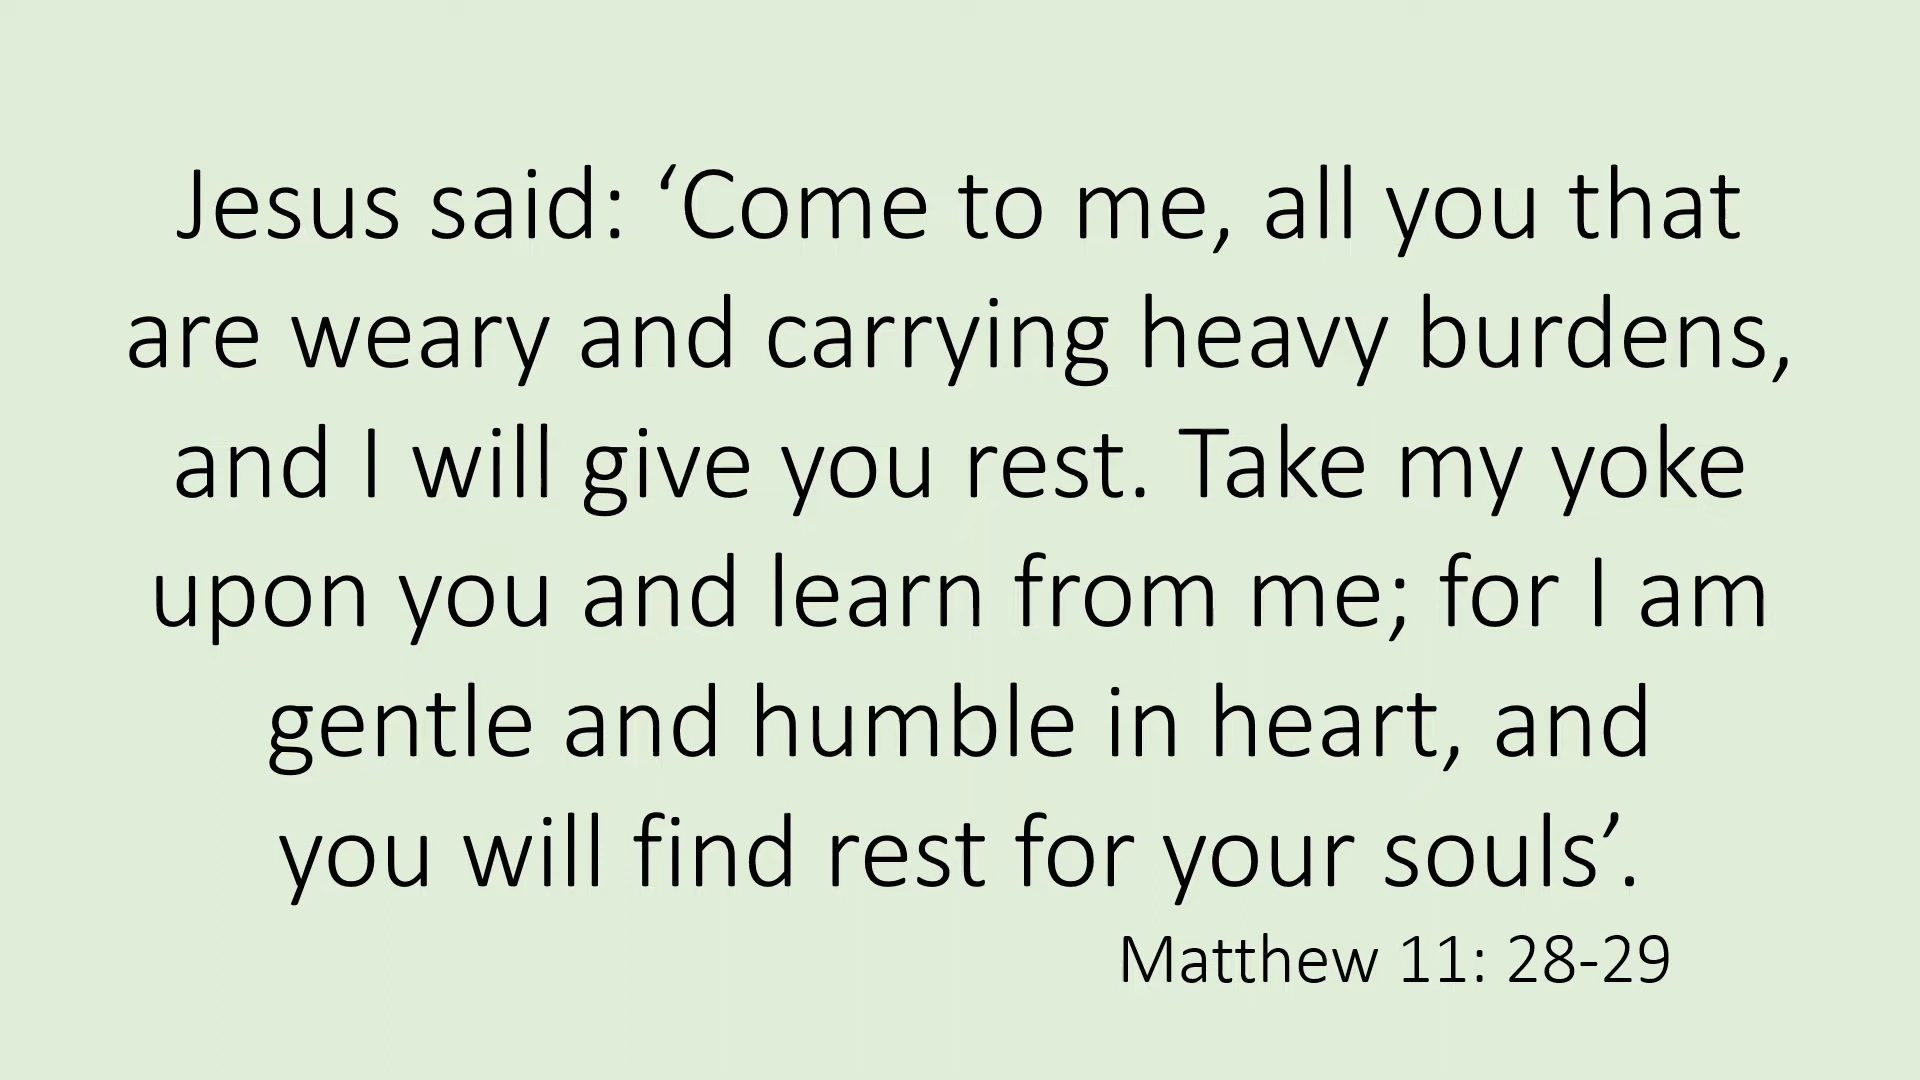 Jesus said: ‘Come to me, all you that
are weary and carrying heavy burdens,
and I will give you rest. Take my yoke
upon you and learn from me; for I am
gentle and humble in heart, and
you will find rest for your souls’.
Matthew 11: 28-29